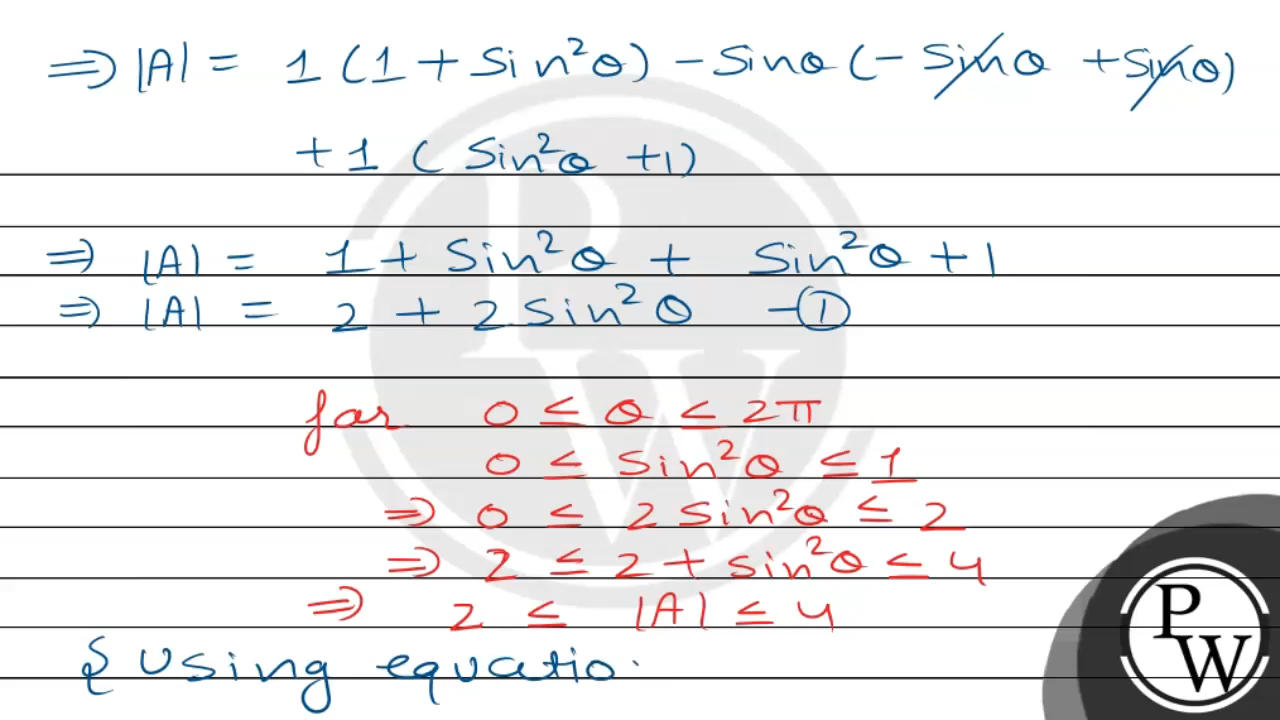 ⇒ |A| = 1 (1 + Sin²θ) - Sinθ (- Sinθ + Sinθ)
+ 1 ( Sin²θ + 1)
⇒ |A| = 1 + Sin²θ + Sin²θ + 1
⇒ |A| = 2 + 2 Sin²θ - ①
for 0 ≤ θ ≤ 2π
0 ≤ Sin²θ ≤ 1
⇒ 0 ≤ 2 Sin²θ ≤ 2
⇒ 2 ≤ 2 + Sin²θ ≤ 4
⇒ 2 ≤ |A| ≤ 4
{ Using equatio
P
W
P
W